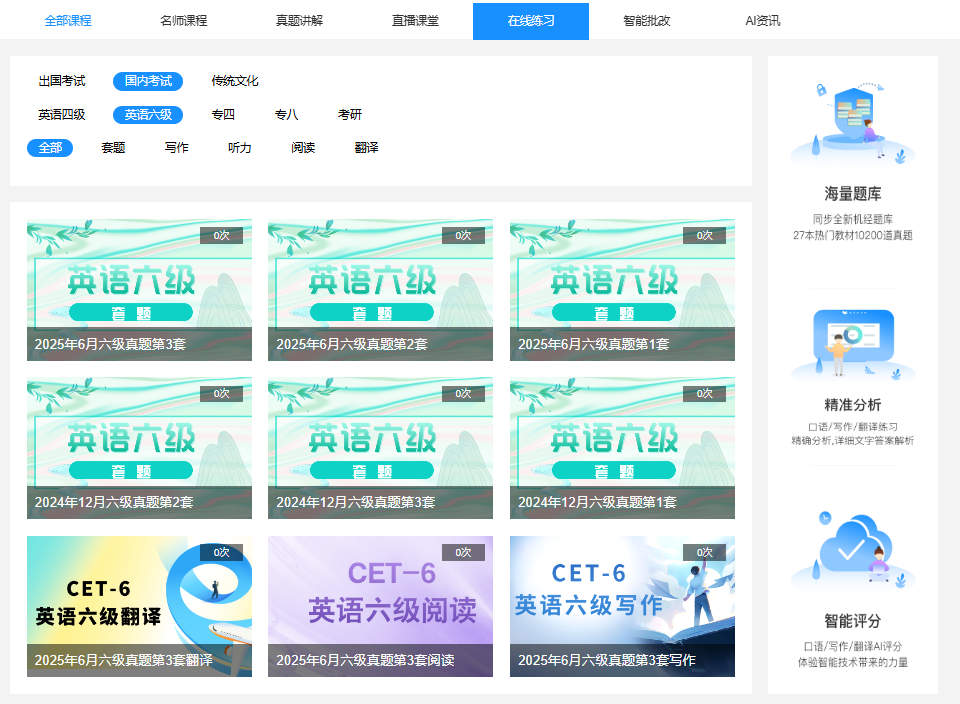 全部课程 名师课程 真题讲解 直播课堂 在线练习 智能批改 AI资讯
出国考试 国内考试 传统文化
英语四级 英语六级 专四 专八 考研
全部 套题 写作 听力 阅读 翻译
0次
英语六级
套 题
2025年6月六级真题第3套
0次
英语六级
套 题
2025年6月六级真题第2套
0次
英语六级
套 题
2025年6月六级真题第1套
0次
英语六级
套 题
2024年12月六级真题第2套
0次
英语六级
套 题
2024年12月六级真题第3套
0次
英语六级
套 题
2024年12月六级真题第1套
0次
CET-6
英语六级翻译
2025年6月六级真题第3套翻译
0次
CET-6
英语六级阅读
2025年6月六级真题第3套阅读
0次
CET-6
英语六级写作
2025年6月六级真题第3套写作
海量题库
同步全新机经题库
27本热门教材10200道真题
精准分析
口语/写作/翻译练习
精确分析,详细文字答案解析
智能评分
口语/写作/翻译AI评分
体验智能技术带来的力量